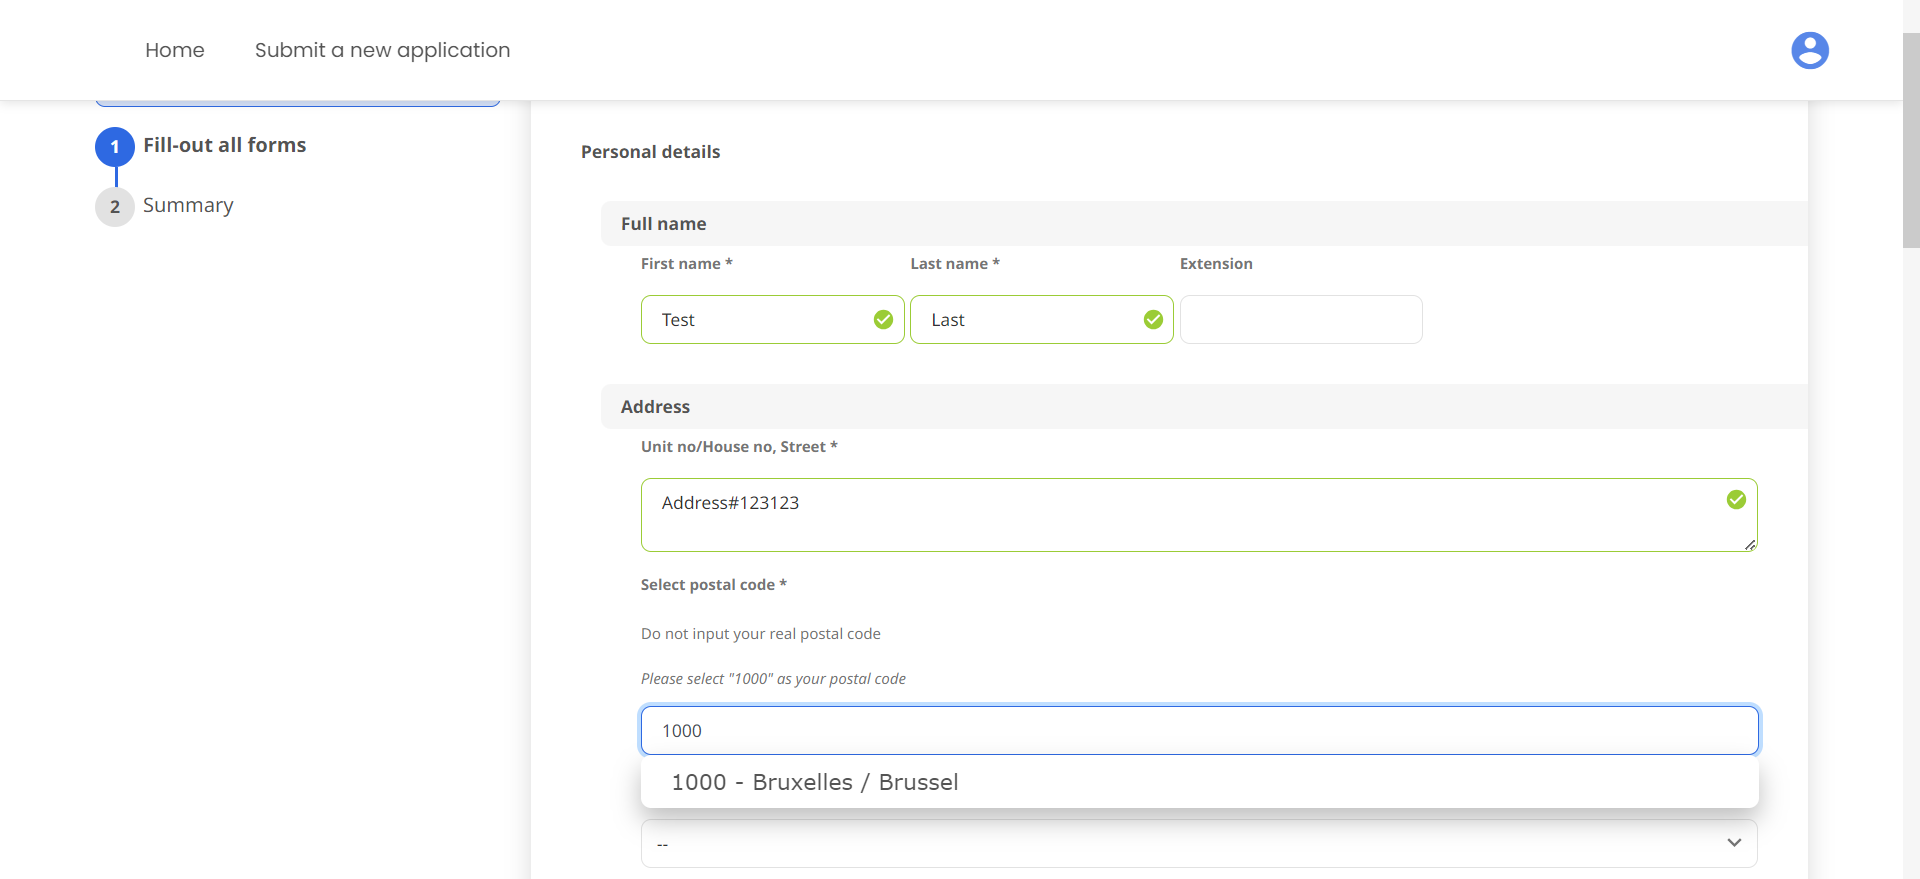 Home
Submit a new application
1
Fill-out all forms
2
Summary
Personal details
Full name
First name *
Last name *
Extension
Test
Last
Address
Unit no/House no, Street *
Address#123123
Select postal code *
Do not input your real postal code
Please select "1000" as your postal code
1000
1000 - Bruxelles / Brussel
--